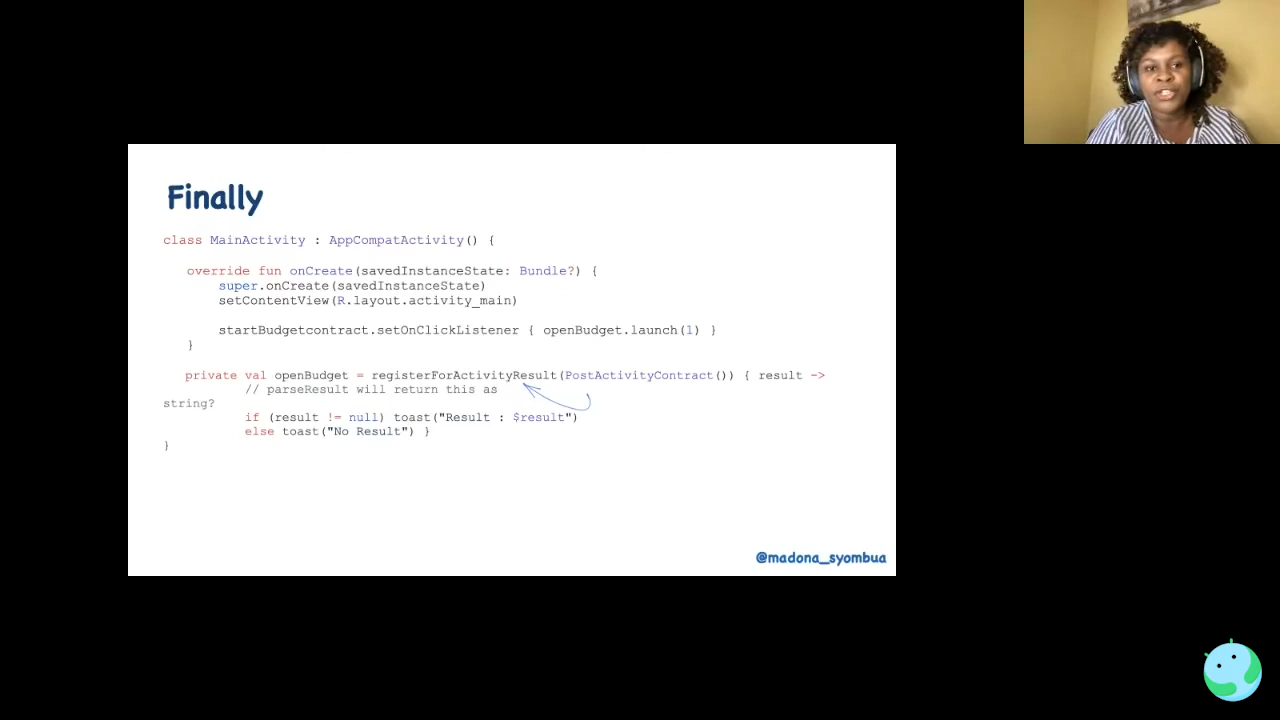 Finally
class MainActivity : AppCompatActivity() {
override fun onCreate(savedInstanceState: Bundle?) {
super.onCreate(savedInstanceState)
setContentView(R.layout.activity_main)
startBudgetcontract.setOnClickListener { openBudget.launch(1) }
}
private val openBudget = registerForActivityResult(PostActivityContract()) { result ->
// parseResult will return this as
string?
if (result != null) toast("Result : $result")
else toast("No Result") }
}
@madona_syombua